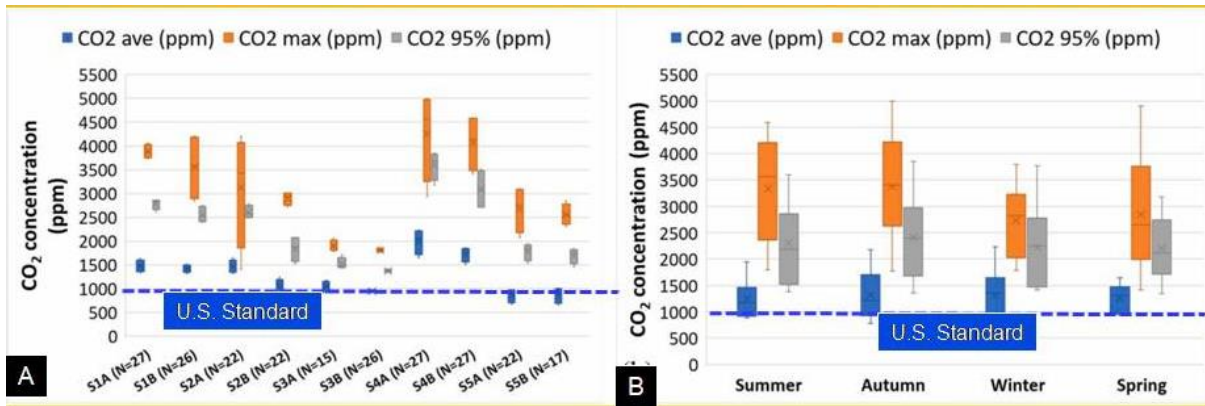 CO2 ave (ppm) CO2 max (ppm) CO2 95% (ppm)
CO₂ concentration
(ppm)
5500
5000
4500
4000
3500
3000
2500
2000
1500
1000
500
0
U.S. Standard
S1A (N=27) S1B (N=26) S2A (N=22) S2B (N=22) S3A (N=15) S3B (N=26) S4A (N=27) S4B (N=27) S5A (N=22) S5B (N=17)
A
CO2 ave (ppm) CO2 max (ppm) CO2 95% (ppm)
CO₂ concentration (ppm)
5500
5000
4500
4000
3500
3000
2500
2000
1500
1000
500
0
U.S. Standard
Summer Autumn Winter Spring
B